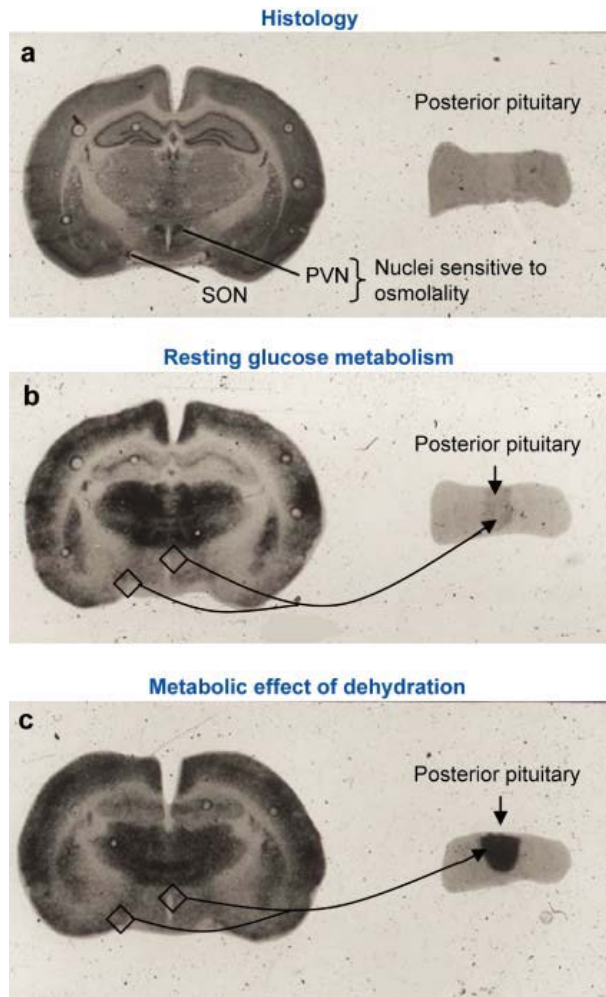 Histology
a
Posterior pituitary
PVN
Nuclei sensitive to
osmolality
SON
Resting glucose metabolism
b
Posterior pituitary
Metabolic effect of dehydration
c
Posterior pituitary